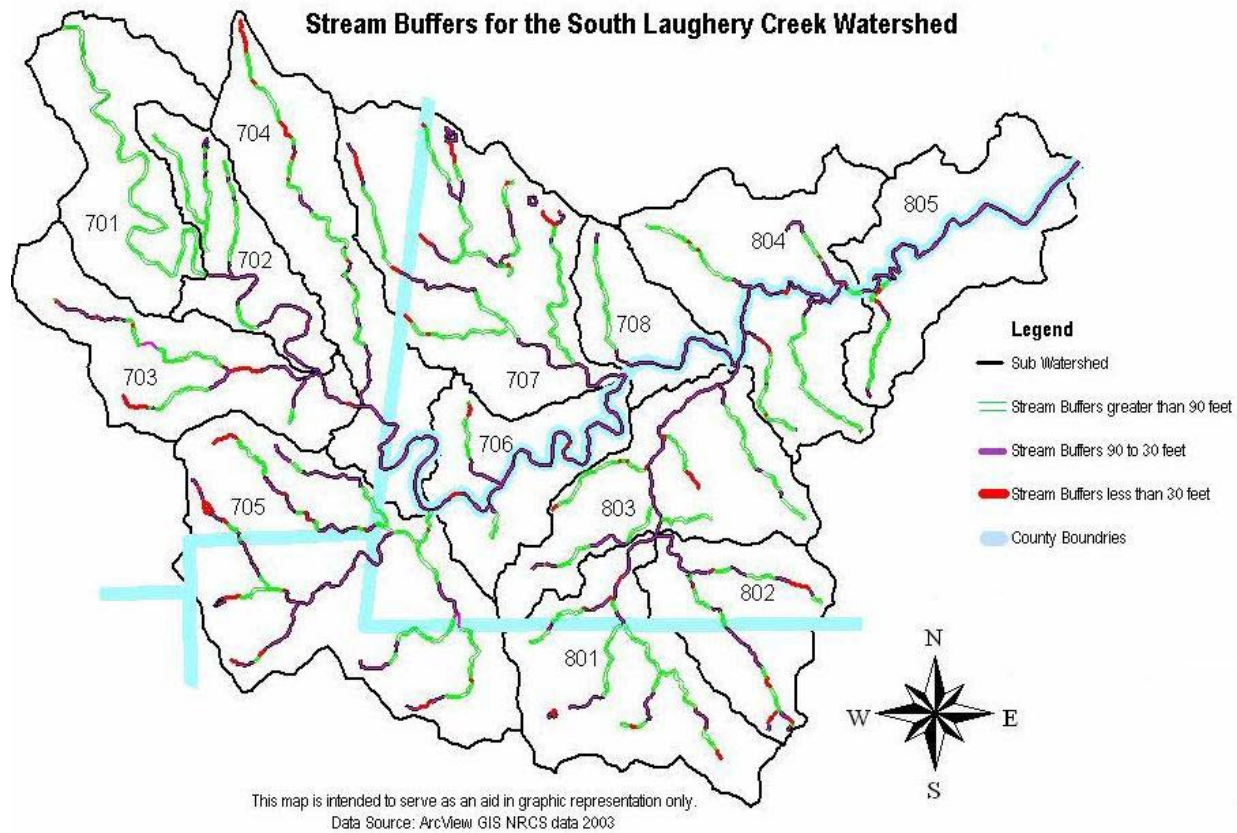 Stream Buffers for the South Laughery Creek Watershed
704
701
805
804
702
708
703
707
706
705
803
802
801
Legend
Sub Watershed
Stream Buffers greater than 90 feet
Stream Buffers 90 to 30 feet
Stream Buffers less than 30 feet
County Boundries
N
W
E
S
This map is intended to serve as an aid in graphic representation only.
Data Source: ArcView GIS NRCS data 2003